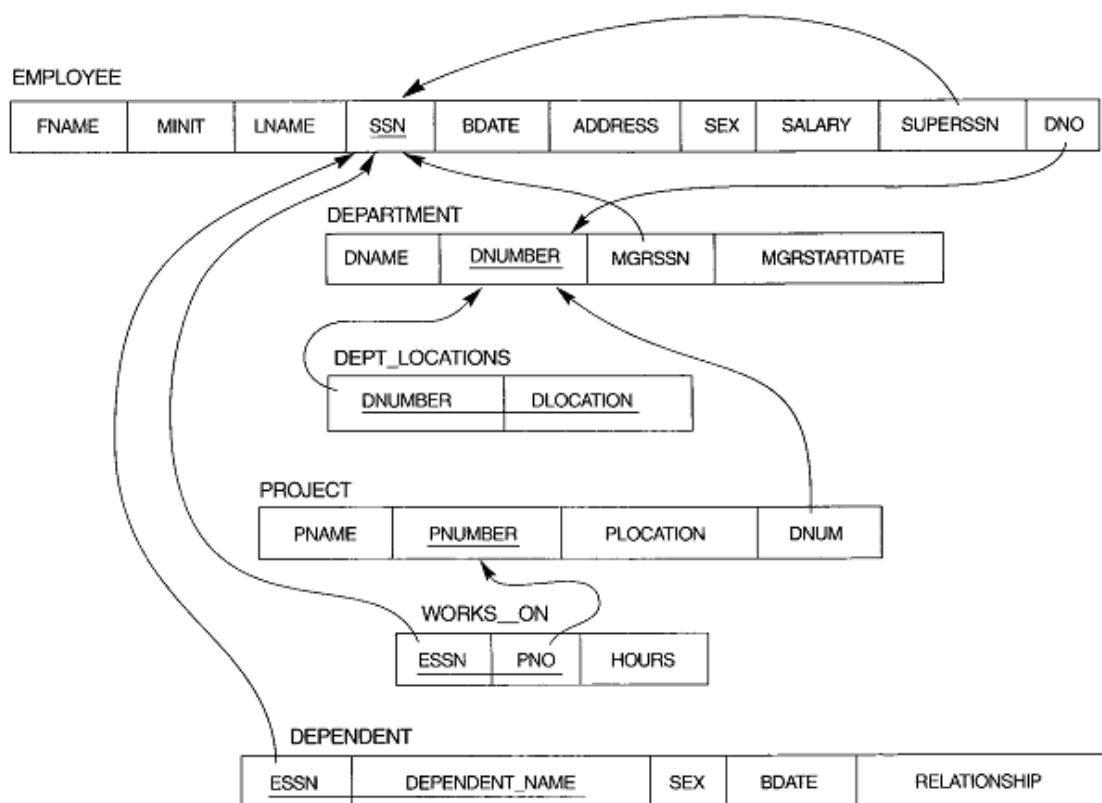 EMPLOYEE
FNAME MINIT LNAME SSN BDATE ADDRESS SEX SALARY SUPERSSN DNO
DEPARTMENT
DNAME DNUMBER MGRSSN MGRSTARTDATE
DEPT_LOCATIONS
DNUMBER DLOCATION
PROJECT
PNAME PNUMBER PLOCATION DNUM
WORKS__ON
ESSN PNO HOURS
DEPENDENT
ESSN DEPENDENT_NAME SEX BDATE RELATIONSHIP